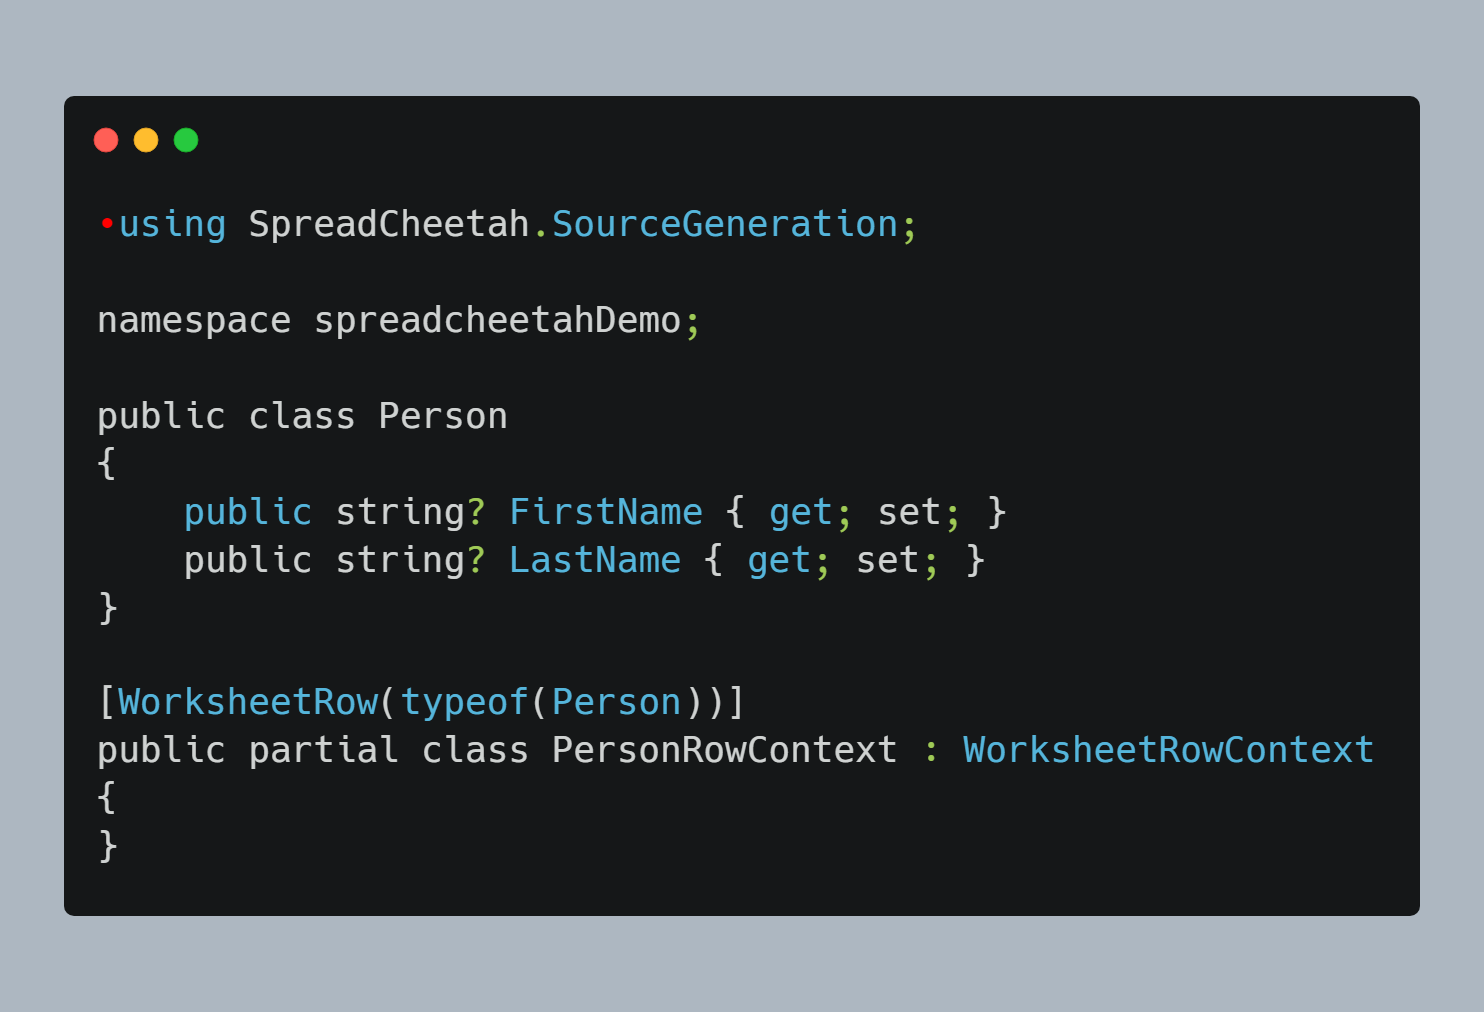 •using SpreadCheetah.SourceGeneration;
namespace spreadcheetahDemo;
public class Person
{
    public string? FirstName { get; set; }
    public string? LastName { get; set; }
}
[WorksheetRow(typeof(Person))]
public partial class PersonRowContext : WorksheetRowContext
{
}